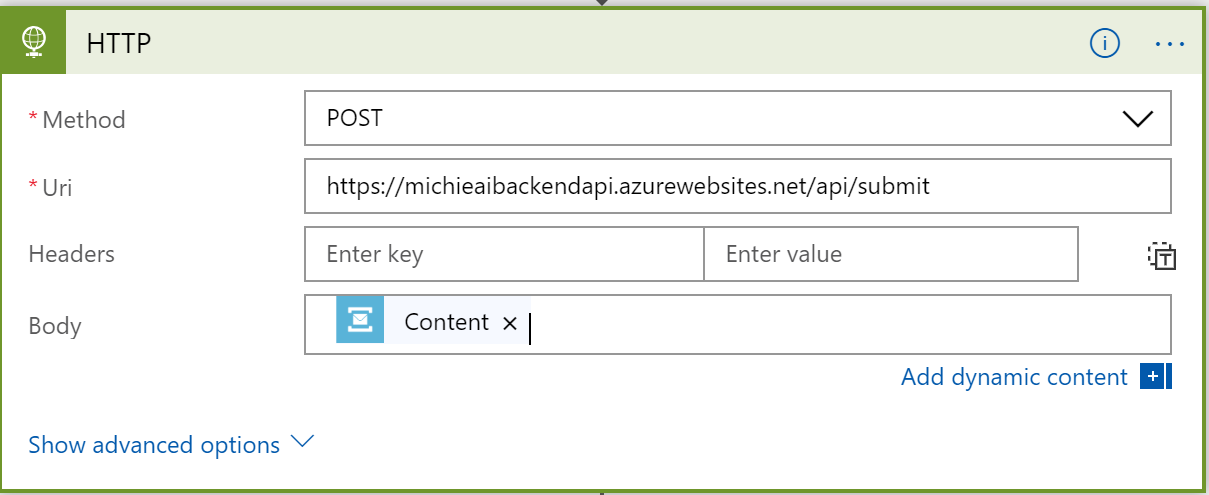 HTTP
* Method
POST
* Uri
https://michieaibackendapi.azurewebsites.net/api/submit
Headers
Enter key
Enter value
Body
Content ×
Add dynamic content
Show advanced options